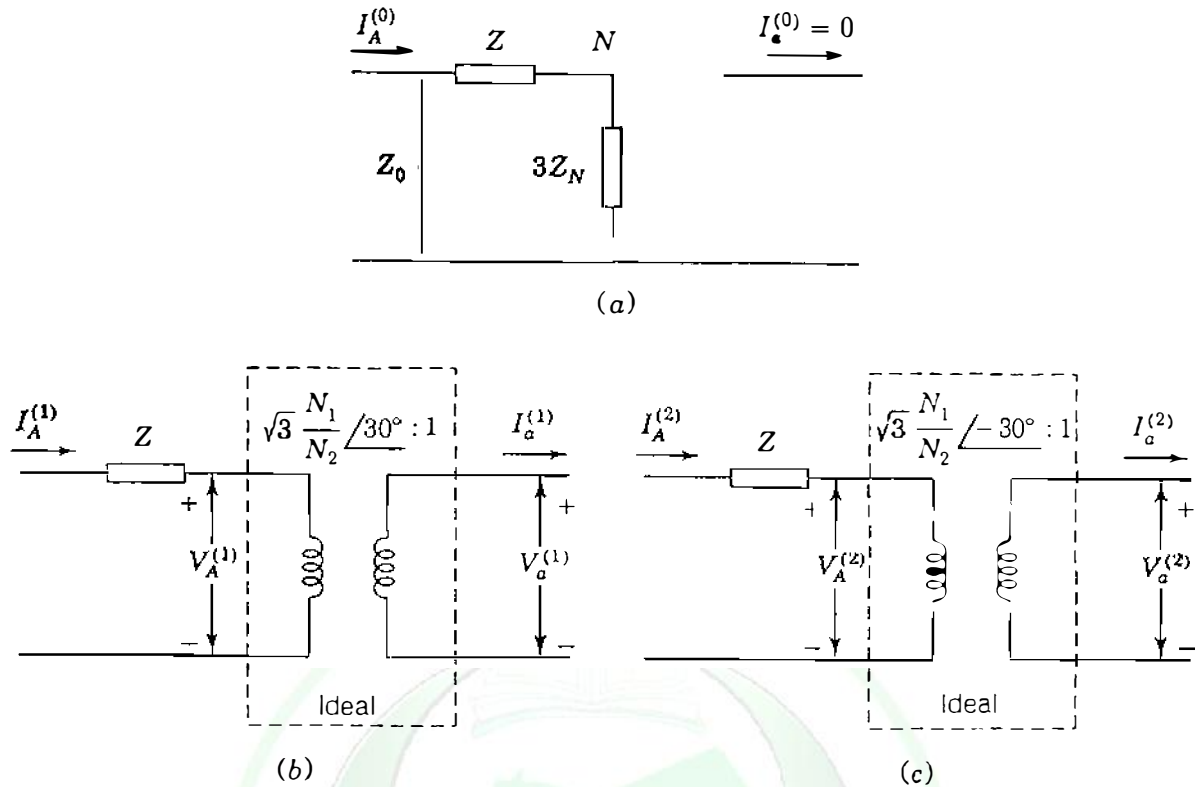 I_A^{(0)} Z N I_a^{(0)} = 0
Z_0 3Z_N
(a)
I_A^{(1)} Z √3 N_1/N_2 ∠30° : 1 I_a^{(1)}
+ V_A^{(1)} − + V_a^{(1)} −
Ideal
(b)
I_A^{(2)} Z √3 N_1/N_2 ∠−30° : 1 I_a^{(2)}
+ V_A^{(2)} − + V_a^{(2)} −
Ideal
(c)